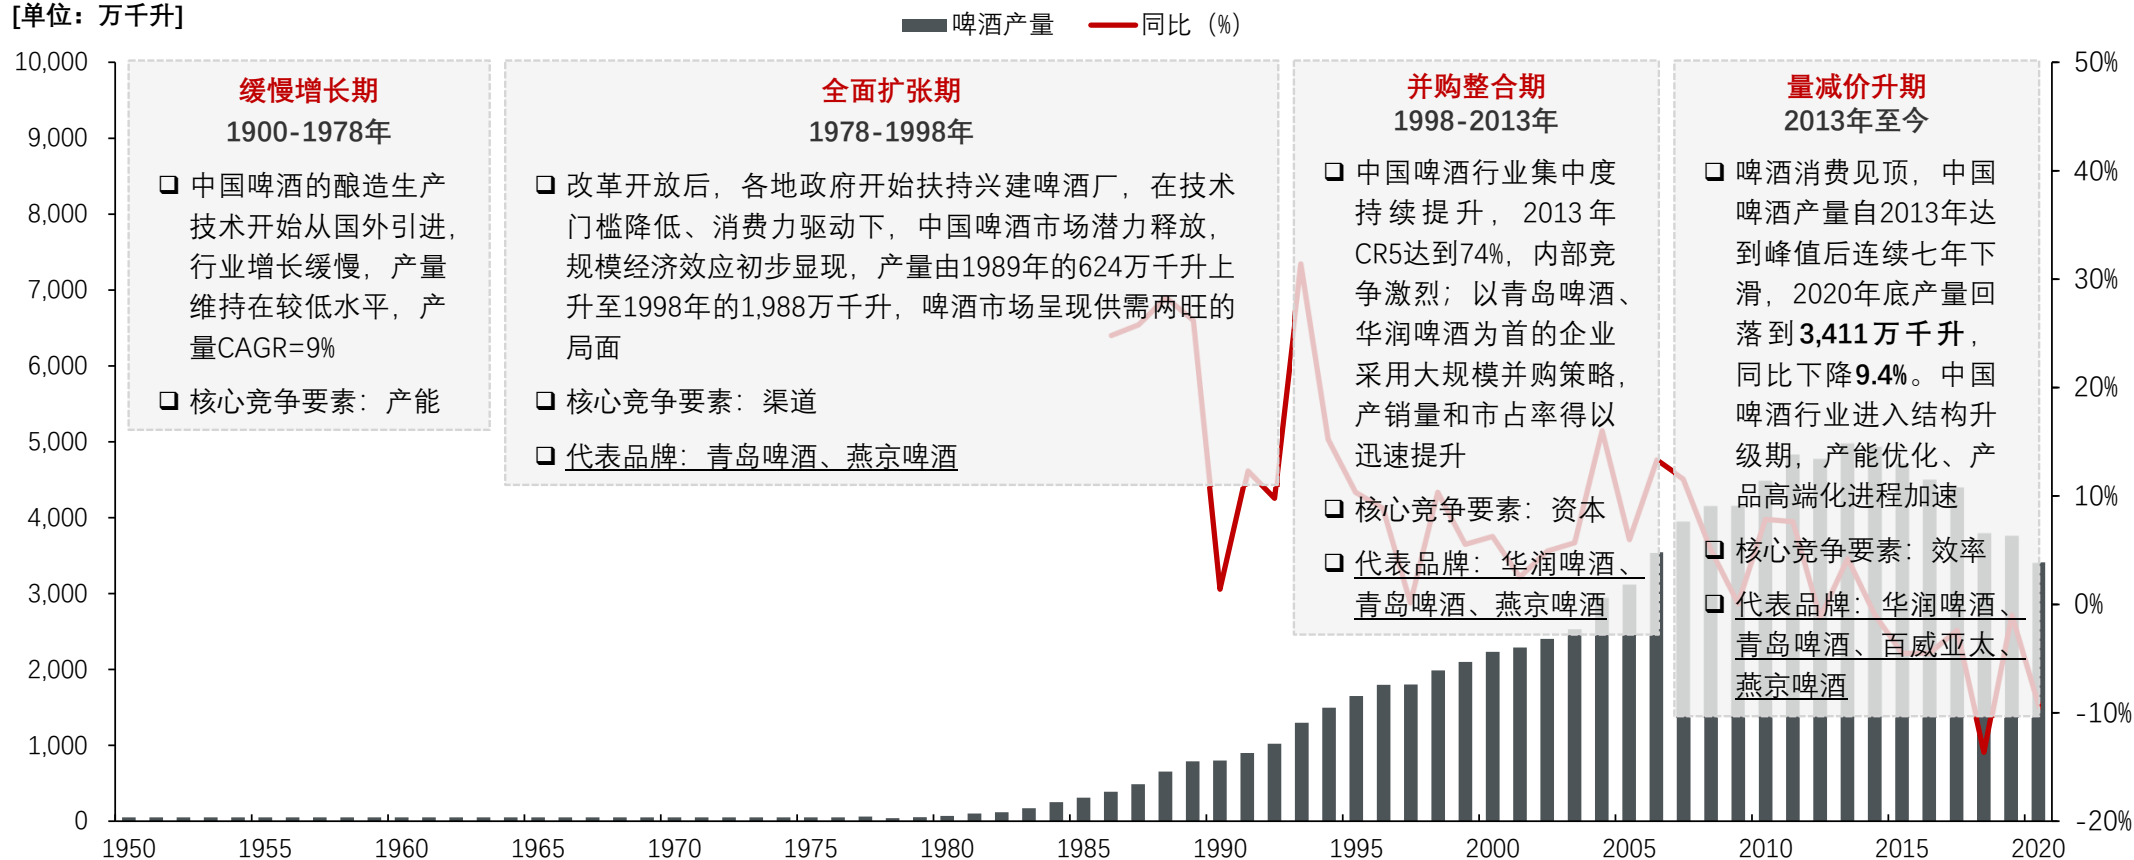 [单位：万千升]
啤酒产量
同比（%）
10,000
9,000
8,000
7,000
6,000
5,000
4,000
3,000
2,000
1,000
0
缓慢增长期
1900-1978年
❑ 中国啤酒的酿造生产
技术开始从国外引进，
行业增长缓慢，产量
维持在较低水平，产
量CAGR=9%
❑ 核心竞争要素：产能
全面扩张期
1978-1998年
❑ 改革开放后，各地政府开始扶持兴建啤酒厂，在技术
门槛降低、消费力驱动下，中国啤酒市场潜力释放，
规模经济效应初步显现，产量由1989年的624万千升上
升至1998年的1,988万千升，啤酒市场呈现供需两旺的
局面
❑ 核心竞争要素：渠道
❑ 代表品牌：青岛啤酒、燕京啤酒
并购整合期
1998-2013年
❑ 中国啤酒行业集中度
持续提升，2013年
CR5达到74%，内部竞
争激烈；以青岛啤酒、
华润啤酒为首的企业
采用大规模并购策略，
产销量和市占率得以
迅速提升
❑ 核心竞争要素：资本
❑ 代表品牌：华润啤酒、
青岛啤酒、燕京啤酒
量减价升期
2013年至今
❑ 啤酒消费见顶，中国
啤酒产量自2013年达
到峰值后连续七年下
滑，2020年底产量回
落到3,411万千升，
同比下降9.4%。中国
啤酒行业进入结构升
级期，产能优化、产
品高端化进程加速
❑ 核心竞争要素：效率
❑ 代表品牌：华润啤酒、
青岛啤酒、百威亚太、
燕京啤酒
50%
40%
30%
20%
10%
0%
-10%
-20%
1950
1955
1960
1965
1970
1975
1980
1985
1990
1995
2000
2005
2010
2015
2020